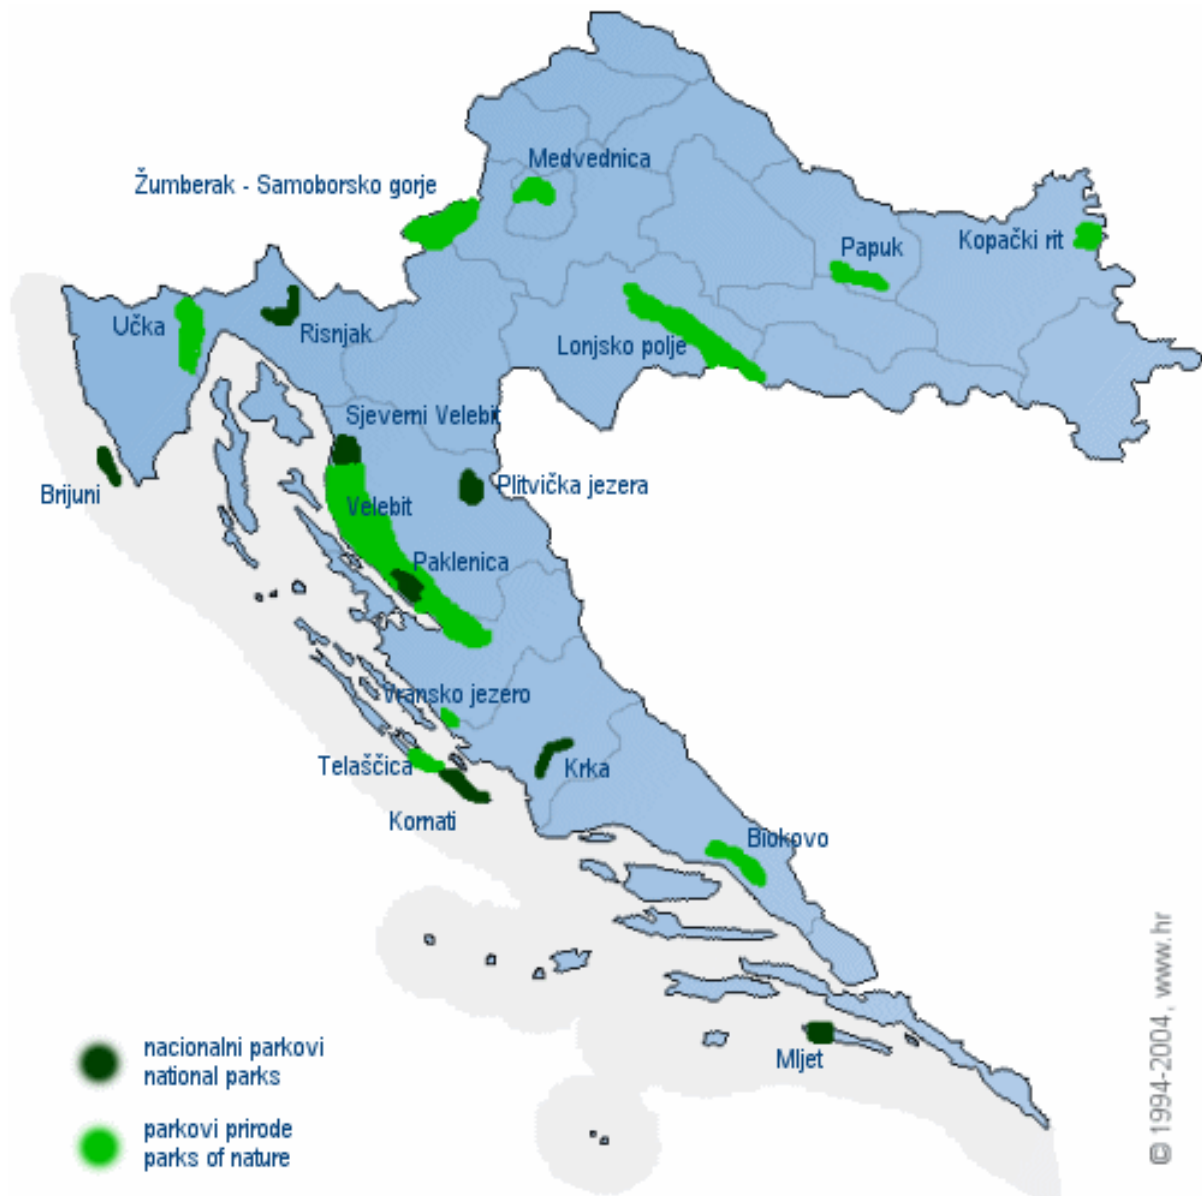 Medvednica
Žumberak - Samoborsko gorje
Papuk
Kopački rit
Učka
Risnjak
Lonjsko polje
Sjeverni Velebit
Brijuni
Plitvička jezera
Velebit
Paklenica
Vransko jezero
Telaščica
Krka
Kornati
Biokovo
Mljet
nacionalni parkovi
national parks
parkovi prirode
parks of nature
© 1994-2004, www.hr